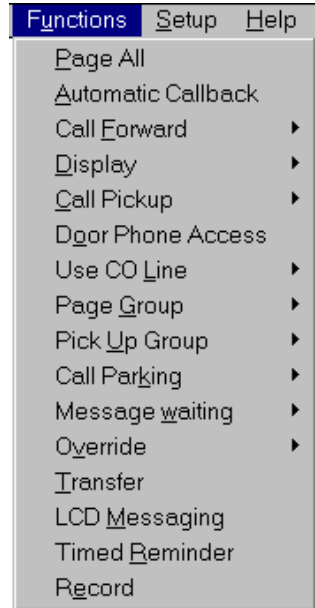 Functions Setup Help
Page All
Automatic Callback
Call Forward
Display
Call Pickup
Door Phone Access
Use CO Line
Page Group
Pick Up Group
Call Parking
Message waiting
Override
Transfer
LCD Messaging
Timed Reminder
Record